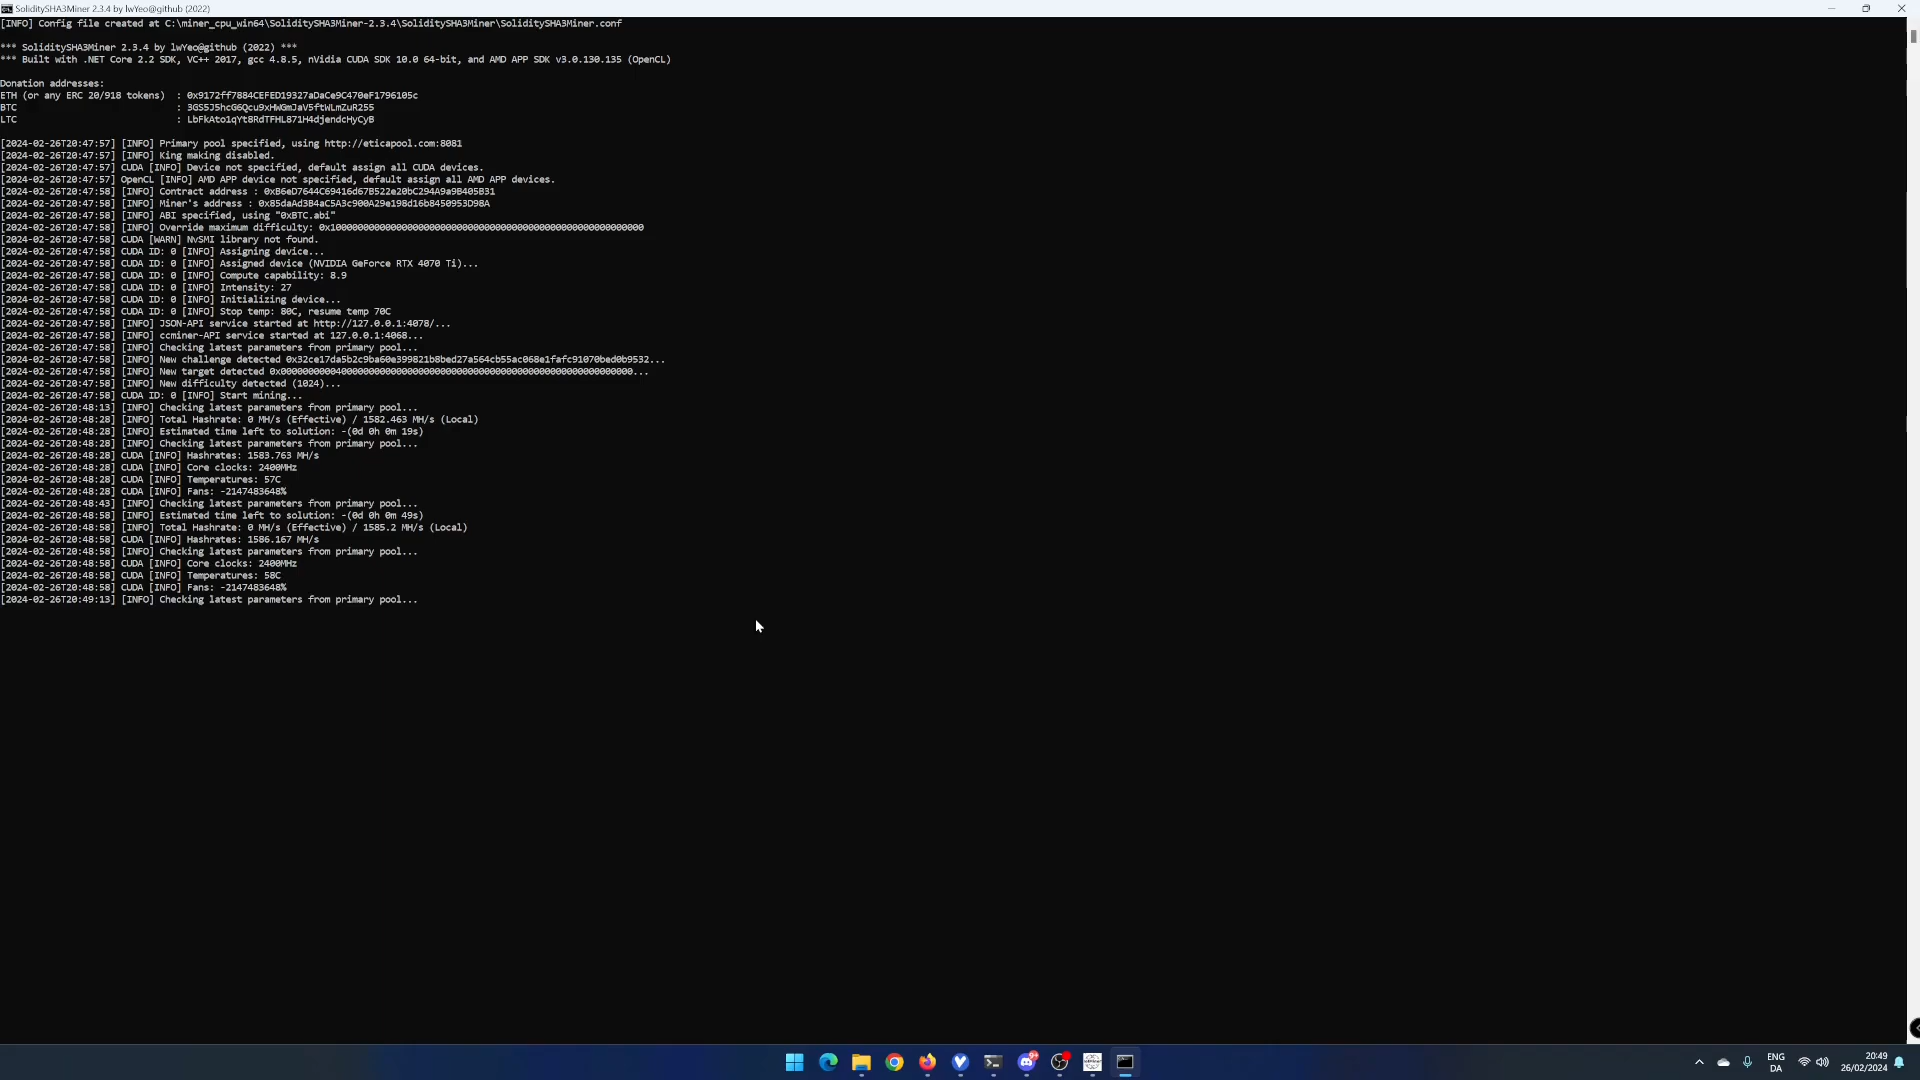 SoliditySHA3Miner 2.3.4 by lwYeo@github (2022)
[INFO] Config file created at C:\miner_cpu_win64\SoliditySHA3Miner-2.3.4\SoliditySHA3Miner\SoliditySHA3Miner.conf
*** SoliditySHA3Miner 2.3.4 by lwYeo@github (2022) ***
*** Built with .NET Core 2.2 SDK, VC++ 2017, gcc 4.8.5, nVidia CUDA SDK 10.0 64-bit, and AMD APP SDK v3.0.130.135 (OpenCL)
Donation addresses:
ETH (or any ERC 20/918 tokens) : 0x9172ff7884CEFED19327aDaCe9C470eF1796105c
BTC : 3GS5J5hcG6Qcu9xHWGmJaV5ftWLmZuR255
LTC : LbFkAto1qYt8RdTFHL871H4djendcHyCyB
[2024-02-26T20:47:57] [INFO] Primary pool specified, using http://eticapool.com:8081
[2024-02-26T20:47:57] [INFO] King making disabled.
[2024-02-26T20:47:57] CUDA [INFO] Device not specified, default assign all CUDA devices.
[2024-02-26T20:47:57] OpenCL [INFO] AMD APP device not specified, default assign all AMD APP devices.
[2024-02-26T20:47:58] [INFO] Contract address : 0xB6eD7644C69416d67B522e20bC294A9a9B405B31
[2024-02-26T20:47:58] [INFO] Miner's address : 0x85daAd3B4aC5A3c900A29e198d16b8450953D98A
[2024-02-26T20:47:58] [INFO] ABI specified, using "0xBTC.abi"
[2024-02-26T20:47:58] [INFO] Override maximum difficulty:
[2024-02-26T20:47:58] CUDA [WARN] NvSMI library not found.
[2024-02-26T20:47:58] CUDA ID: 0 [INFO] Assigning device...
[2024-02-26T20:47:58] CUDA ID: 0 [INFO] Assigned device (NVIDIA GeForce RTX 4070 Ti)...
[2024-02-26T20:47:58] CUDA ID: 0 [INFO] Compute capability: 8.9
[2024-02-26T20:47:58] CUDA ID: 0 [INFO] Intensity: 27
[2024-02-26T20:47:58] CUDA ID: 0 [INFO] Initializing device...
[2024-02-26T20:47:58] CUDA ID: 0 [INFO] Stop temp: 80C, resume temp 70C
[2024-02-26T20:47:58] [INFO] JSON-API service started at http://127.0.0.1:4078/...
[2024-02-26T20:47:58] [INFO] ccminer-API service started at 127.0.0.1:4068...
[2024-02-26T20:47:58] [INFO] Checking latest parameters from primary pool...
[2024-02-26T20:47:58] [INFO] New challenge detected 0x32ce17da5b2c9ba60e399821b8bed27a564cb55ac068e1fafc91070bed0b9532...
[2024-02-26T20:47:58] [INFO] New target detected
[2024-02-26T20:47:58] [INFO] New difficulty detected (1024)...
[2024-02-26T20:47:58] CUDA ID: 0 [INFO] Start mining...
[2024-02-26T20:48:13] [INFO] Checking latest parameters from primary pool...
[2024-02-26T20:48:28] [INFO] Total Hashrate: 0 MH/s (Effective) / 1582.463 MH/s (Local)
[2024-02-26T20:48:28] [INFO] Estimated time left to solution: -(0d 0h 0m 19s)
[2024-02-26T20:48:28] [INFO] Checking latest parameters from primary pool...
[2024-02-26T20:48:28] CUDA [INFO] Hashrates: 1583.763 MH/s
[2024-02-26T20:48:28] CUDA [INFO] Core clocks: 2400MHz
[2024-02-26T20:48:28] CUDA [INFO] Temperatures: 57C
[2024-02-26T20:48:28] CUDA [INFO] Fans: -2147483648%
[2024-02-26T20:48:43] [INFO] Checking latest parameters from primary pool...
[2024-02-26T20:48:58] [INFO] Estimated time left to solution: -(0d 0h 0m 49s)
[2024-02-26T20:48:58] [INFO] Total Hashrate: 0 MH/s (Effective) / 1585.2 MH/s (Local)
[2024-02-26T20:48:58] CUDA [INFO] Hashrates: 1586.167 MH/s
[2024-02-26T20:48:58] [INFO] Checking latest parameters from primary pool...
[2024-02-26T20:48:58] CUDA [INFO] Core clocks: 2400MHz
[2024-02-26T20:48:58] CUDA [INFO] Temperatures: 58C
[2024-02-26T20:48:58] CUDA [INFO] Fans: -2147483648%
[2024-02-26T20:49:13] [INFO] Checking latest parameters from primary pool...
ENG
DA
20:49
26/02/2024